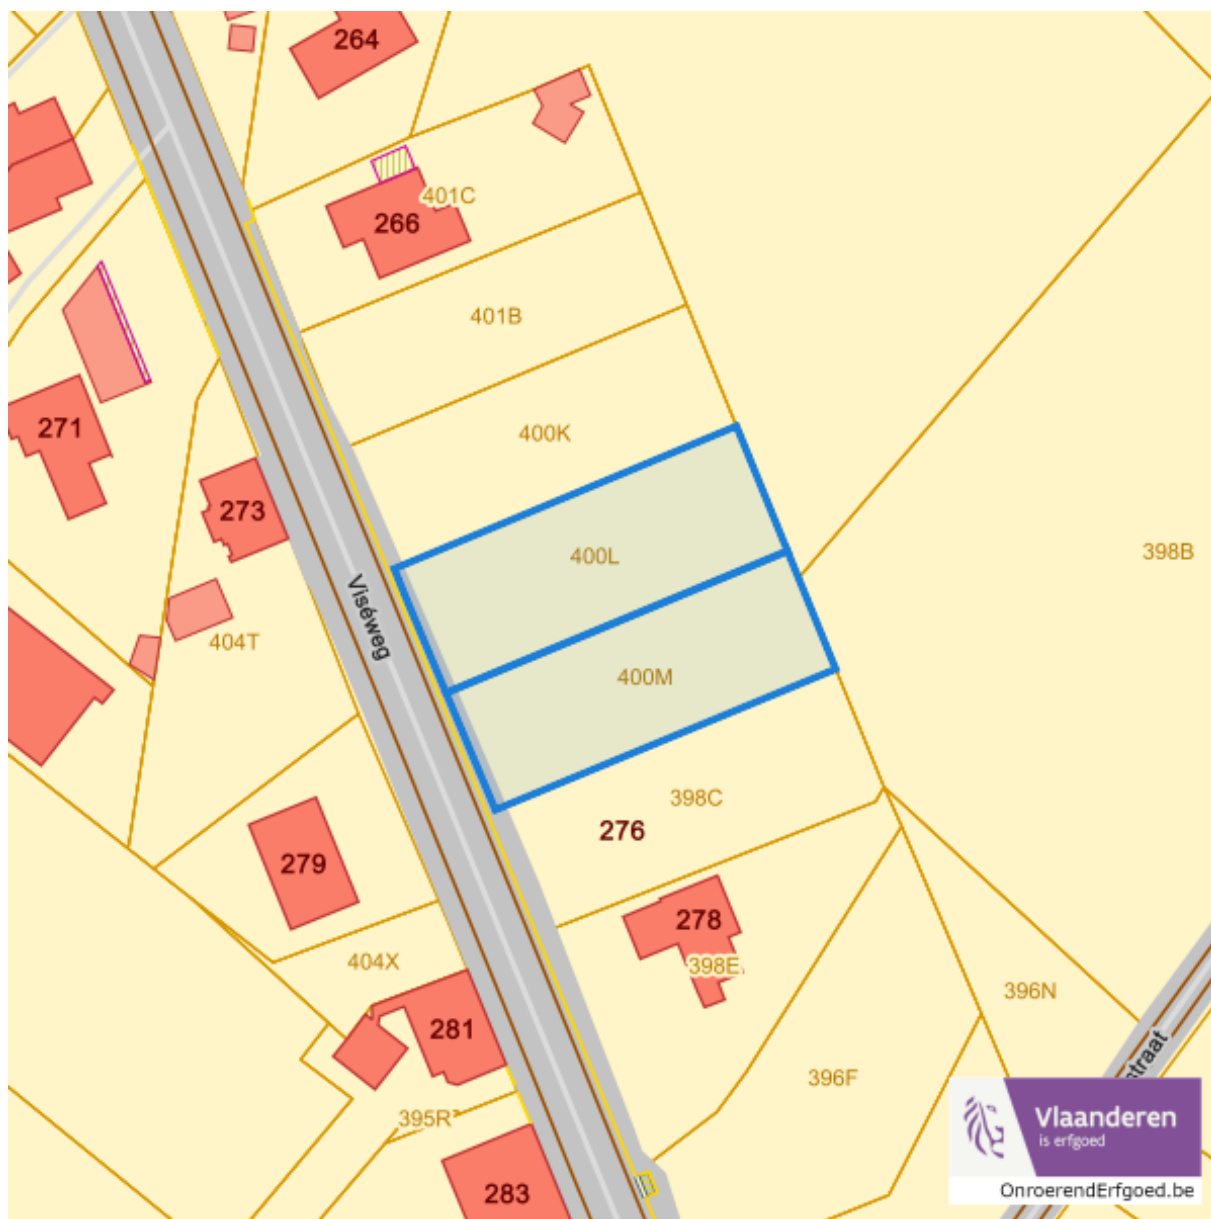 264
401C
266
401B
271
400K
273
400L
398B
Viséweg
404T
400M
398C
276
279
278
404X
398E
396N
281
straat
396F
395R
283
Vlaanderen
is erfgoed
OnroerendErfgoed.be